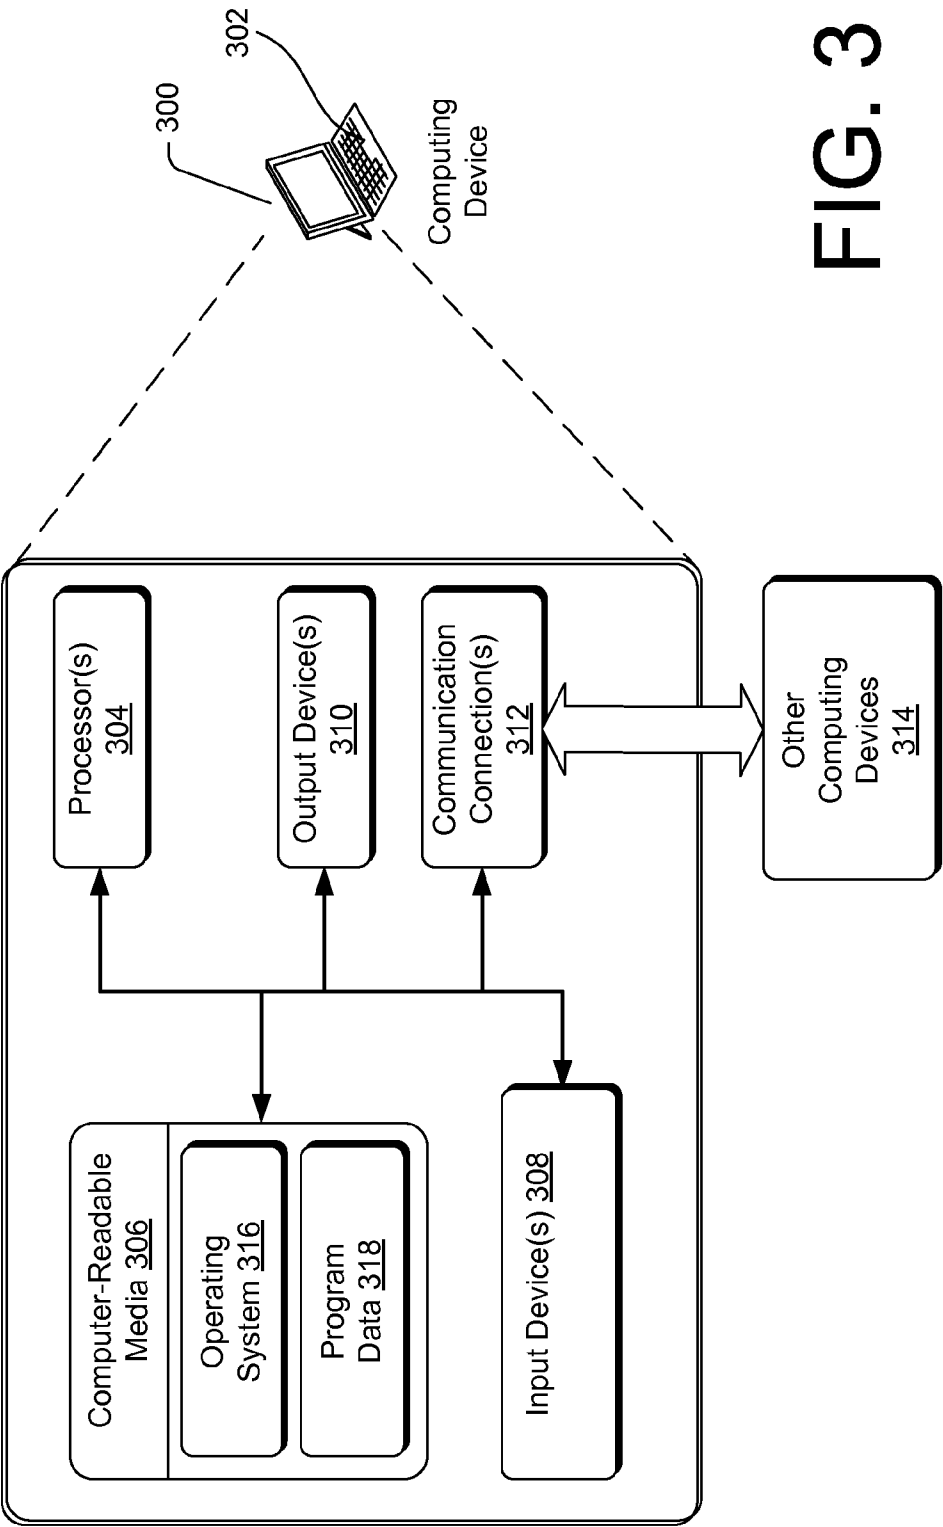 300
302
Computing
Device
Computer-Readable
Media 306
Operating
System 316
Program
Data 318
Input Device(s) 308
Processor(s)
304
Output Device(s)
310
Communication
Connection(s)
312
Other
Computing
Devices
314
FIG. 3